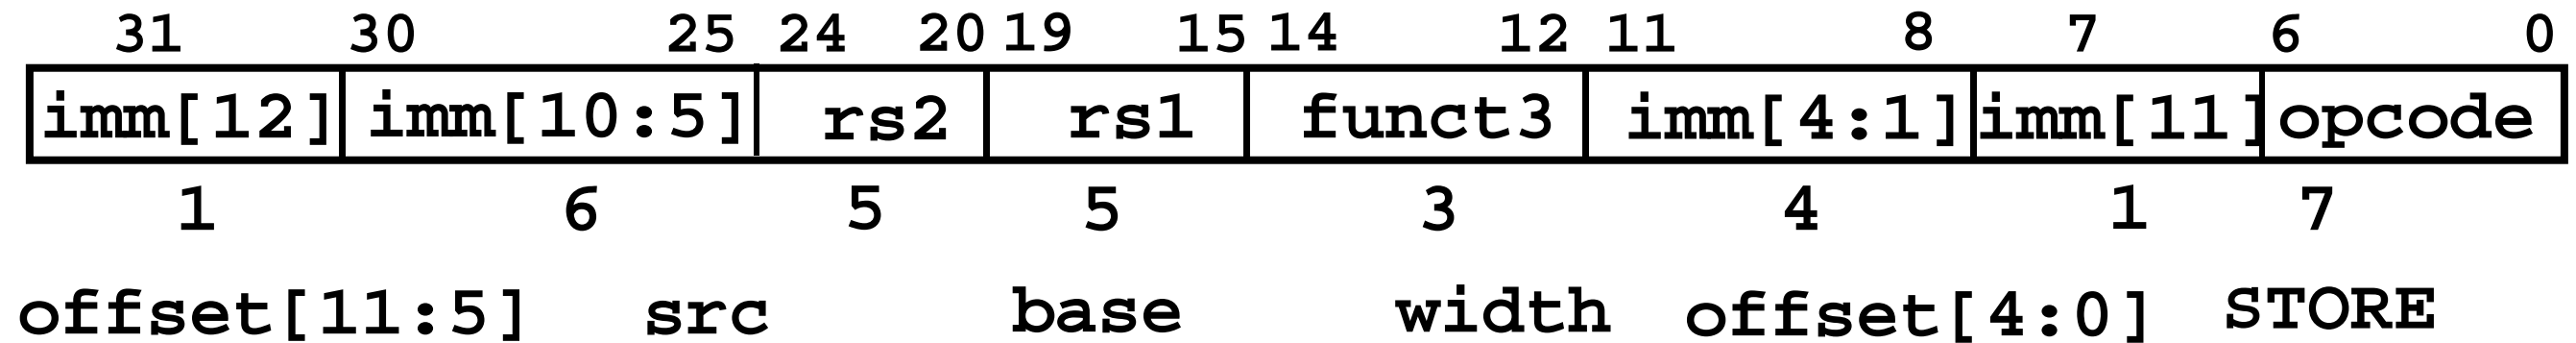 31 30 25 24 20 19 15 14 12 11 8 7 6 0
imm[12] imm[10:5] rs2 rs1 funct3 imm[4:1] imm[11] opcode
1 6 5 5 3 4 1 7
offset[11:5] src base width offset[4:0] STORE